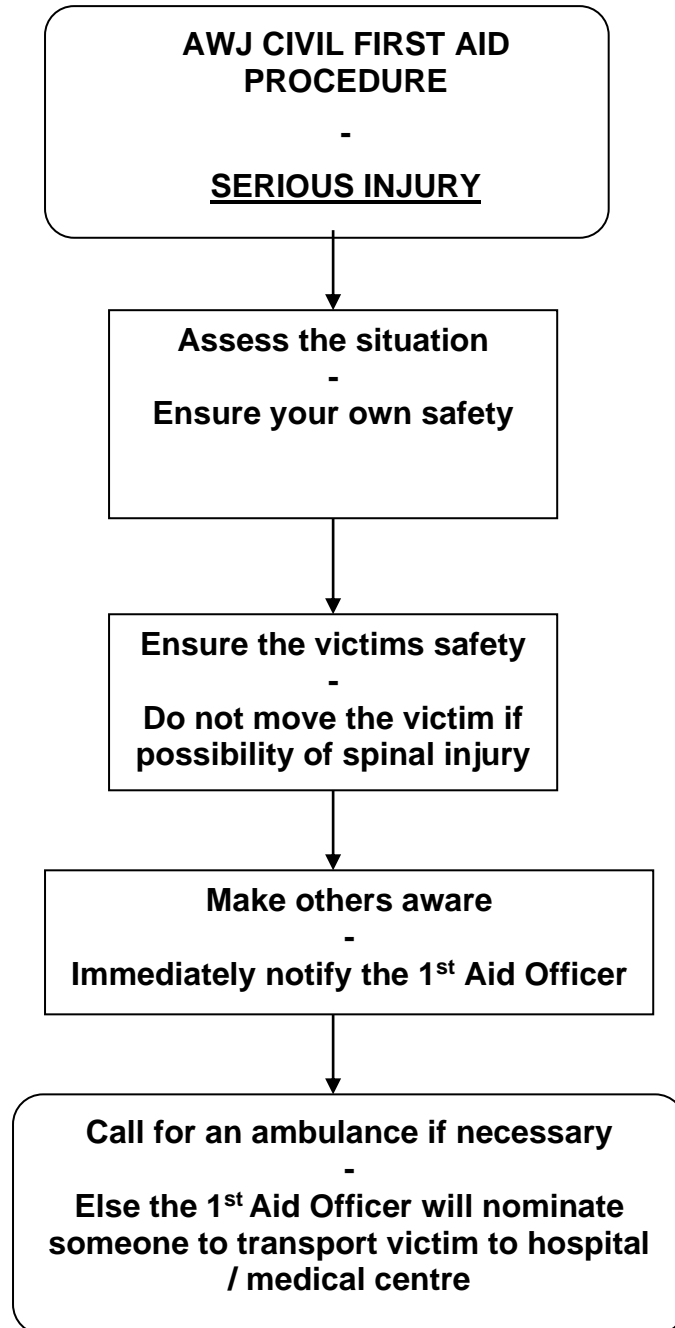 AWJ CIVIL FIRST AID
PROCEDURE
-
SERIOUS INJURY
Assess the situation
-
Ensure your own safety
Ensure the victims safety
-
Do not move the victim if
possibility of spinal injury
Make others aware
-
Immediately notify the 1st Aid Officer
Call for an ambulance if necessary
-
Else the 1st Aid Officer will nominate
someone to transport victim to hospital
/ medical centre